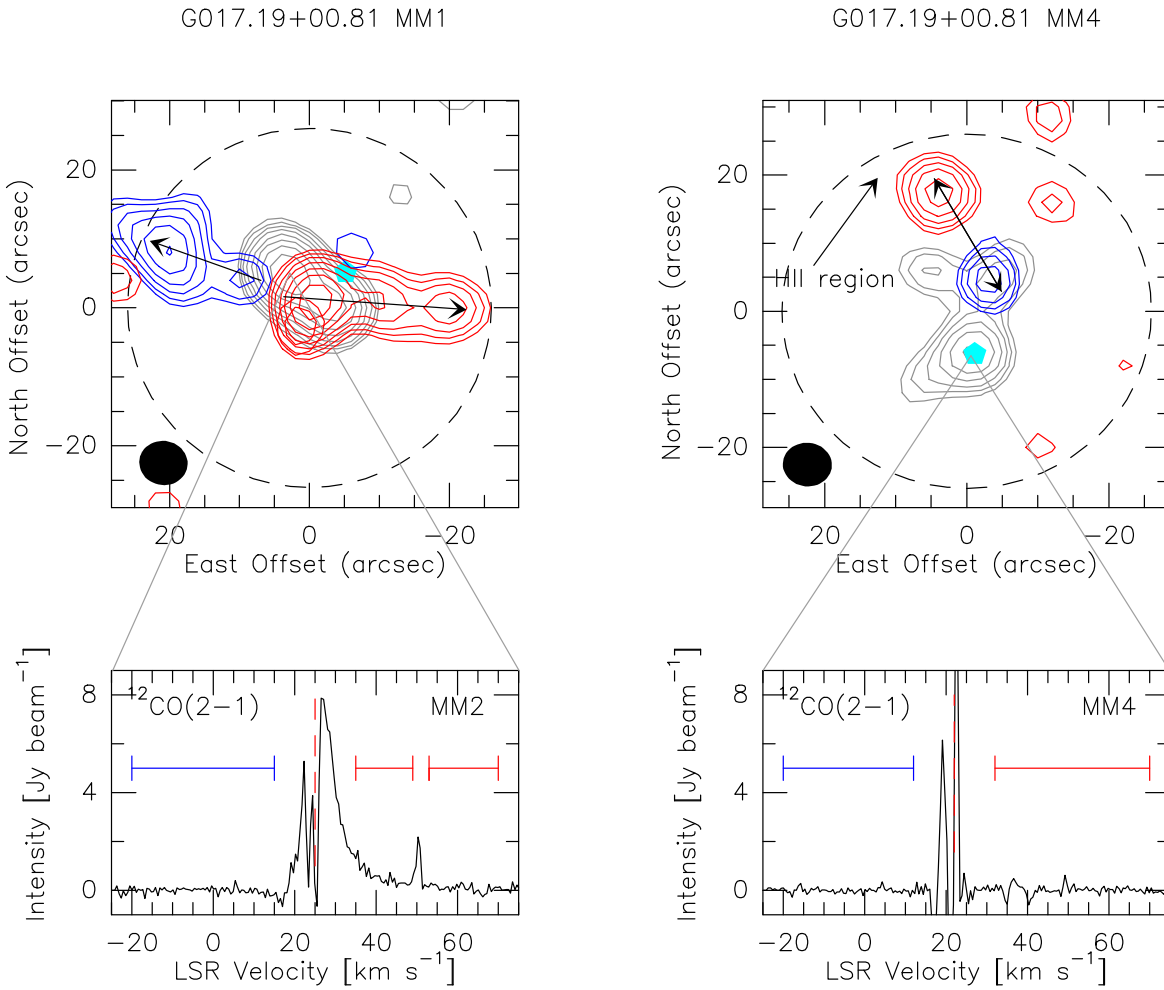 G017.19+00.81 MM1
G017.19+00.81 MM4
North Offset (arcsec)
20
0
−20
20
0
−20
East Offset (arcsec)
North Offset (arcsec)
20
0
−20
HII region
20
0
−20
East Offset (arcsec)
Intensity [Jy beam⁻¹]
8
4
0
¹²CO(2−1)
MM2
−20
0
20
40
60
LSR Velocity [km s⁻¹]
Intensity [Jy beam⁻¹]
8
4
0
¹²CO(2−1)
MM4
−20
0
20
40
60
LSR Velocity [km s⁻¹]